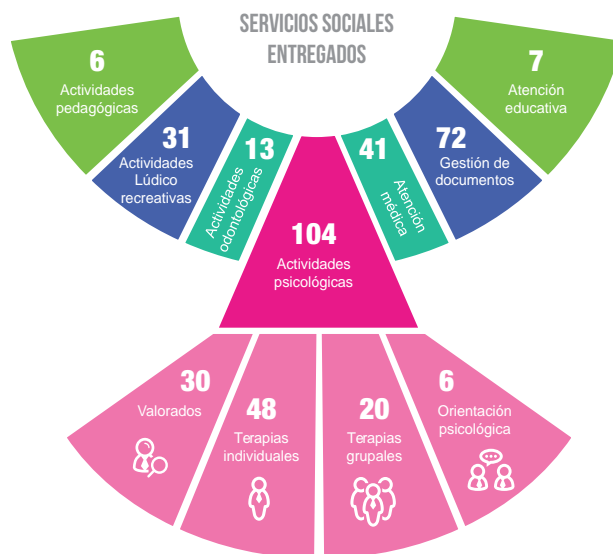 SERVICIOS SOCIALES
ENTREGADOS
6
Actividades
pedagógicas
31
Actividades
Lúdico
recreativas
13
Actividades
odontológicas
104
Actividades
psicológicas
41
Atención
médica
72
Gestión de
documentos
7
Atención
educativa
30
Valorados
48
Terapias
individuales
20
Terapias
grupales
6
Orientación
psicológica